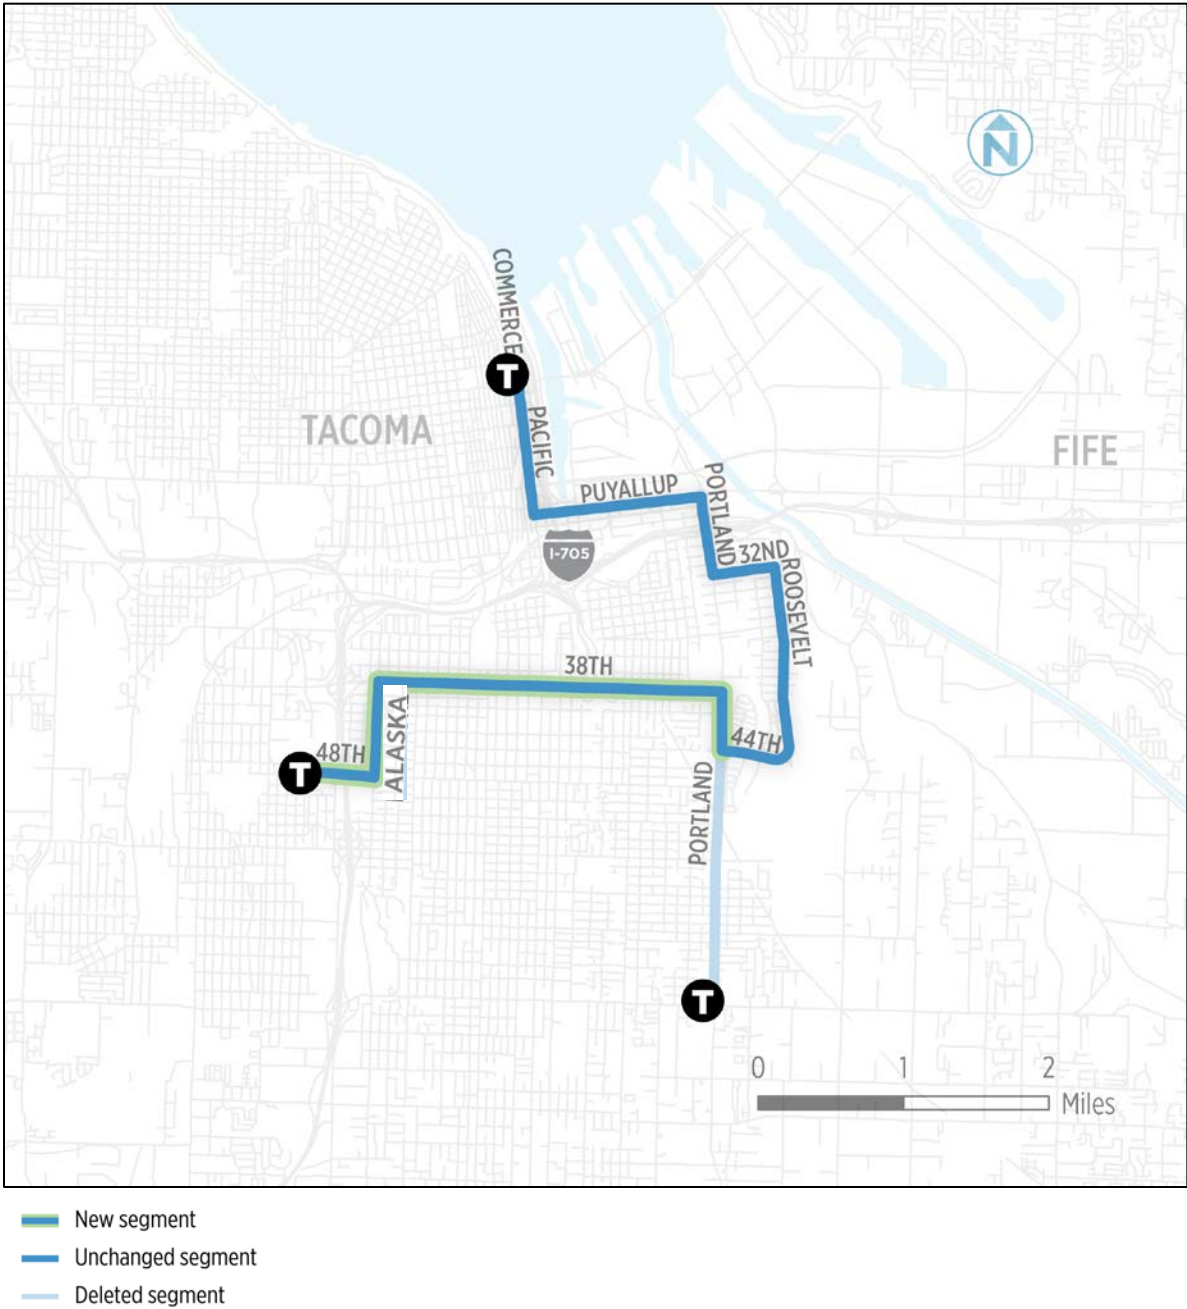 N
COMMERCE
T
TACOMA
PACIFIC
FIFE
PUYALLUP
PORTLAND
I-705
32ND
ROOSEVELT
38TH
ALASKA
48TH
44TH
T
PORTLAND
T
0 1 2
Miles
New segment
Unchanged segment
Deleted segment